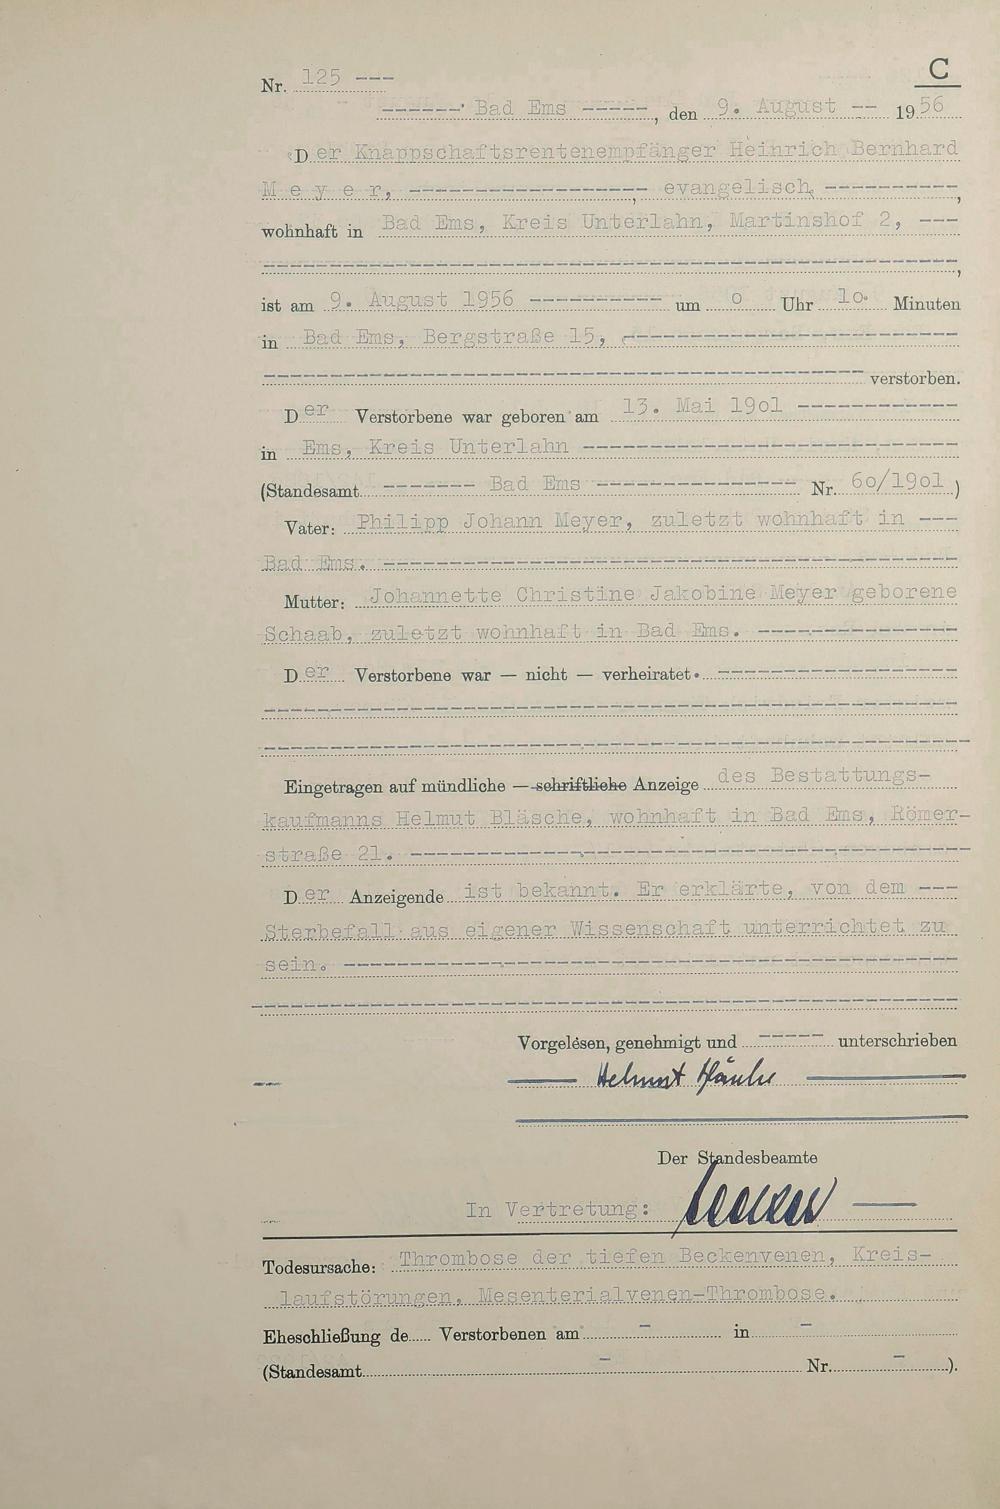 C
Nr. 125 ---
------- Bad Ems -----, den 9. August -- 1956
Der Knappschaftsrentenempfänger Heinrich Bernhard
M e y e r, ------------------ evangelisch, ----------,
wohnhaft in Bad Ems, Kreis Unterlahn, Martinshof 2, ---
----------------------------------------------------,
ist am 9. August 1956 ---------- um 0 Uhr 10 Minuten
in Bad Ems, Bergstraße 15, -------------------------
--------------------------------------------- verstorben.
Der Verstorbene war geboren am 13. Mai 1901 ------------
in Ems, Kreis Unterlahn ----------------------------
(Standesamt ------- Bad Ems --------------- Nr. 60/1901 )
Vater: Philipp Johann Meyer, zuletzt wohnhaft in ---
Bad Ems. -------------------------------------------
Mutter: Johannette Christine Jakobine Meyer geborene
Schaab, zuletzt wohnhaft in Bad Ems. ---------------
Der Verstorbene war — nicht — verheiratet. ------------------
----------------------------------------------------
-----------------------------------------------------
Eingetragen auf mündliche — schriftliche Anzeige des Bestattungs-
kaufmanns Helmut Bläsche, wohnhaft in Bad Ems, Römer-
straße 21. ------------------------------------------
Der Anzeigende ist bekannt. Er erklärte, von dem ---
Sterbefall aus eigener Wissenschaft unterrichtet zu
sein. ----------------------------------------------
-----------------------------------------------------
Vorgelesen, genehmigt und ----- unterschrieben
Helmut Bläsche
Der Standesbeamte
In Vertretung:
Todesursache: Thrombose der tiefen Beckenvenen, Kreis-
laufstörungen, Mesenterialvenen-Thrombose.
Eheschließung de...... Verstorbenen am - in -
(Standesamt - Nr. - ).